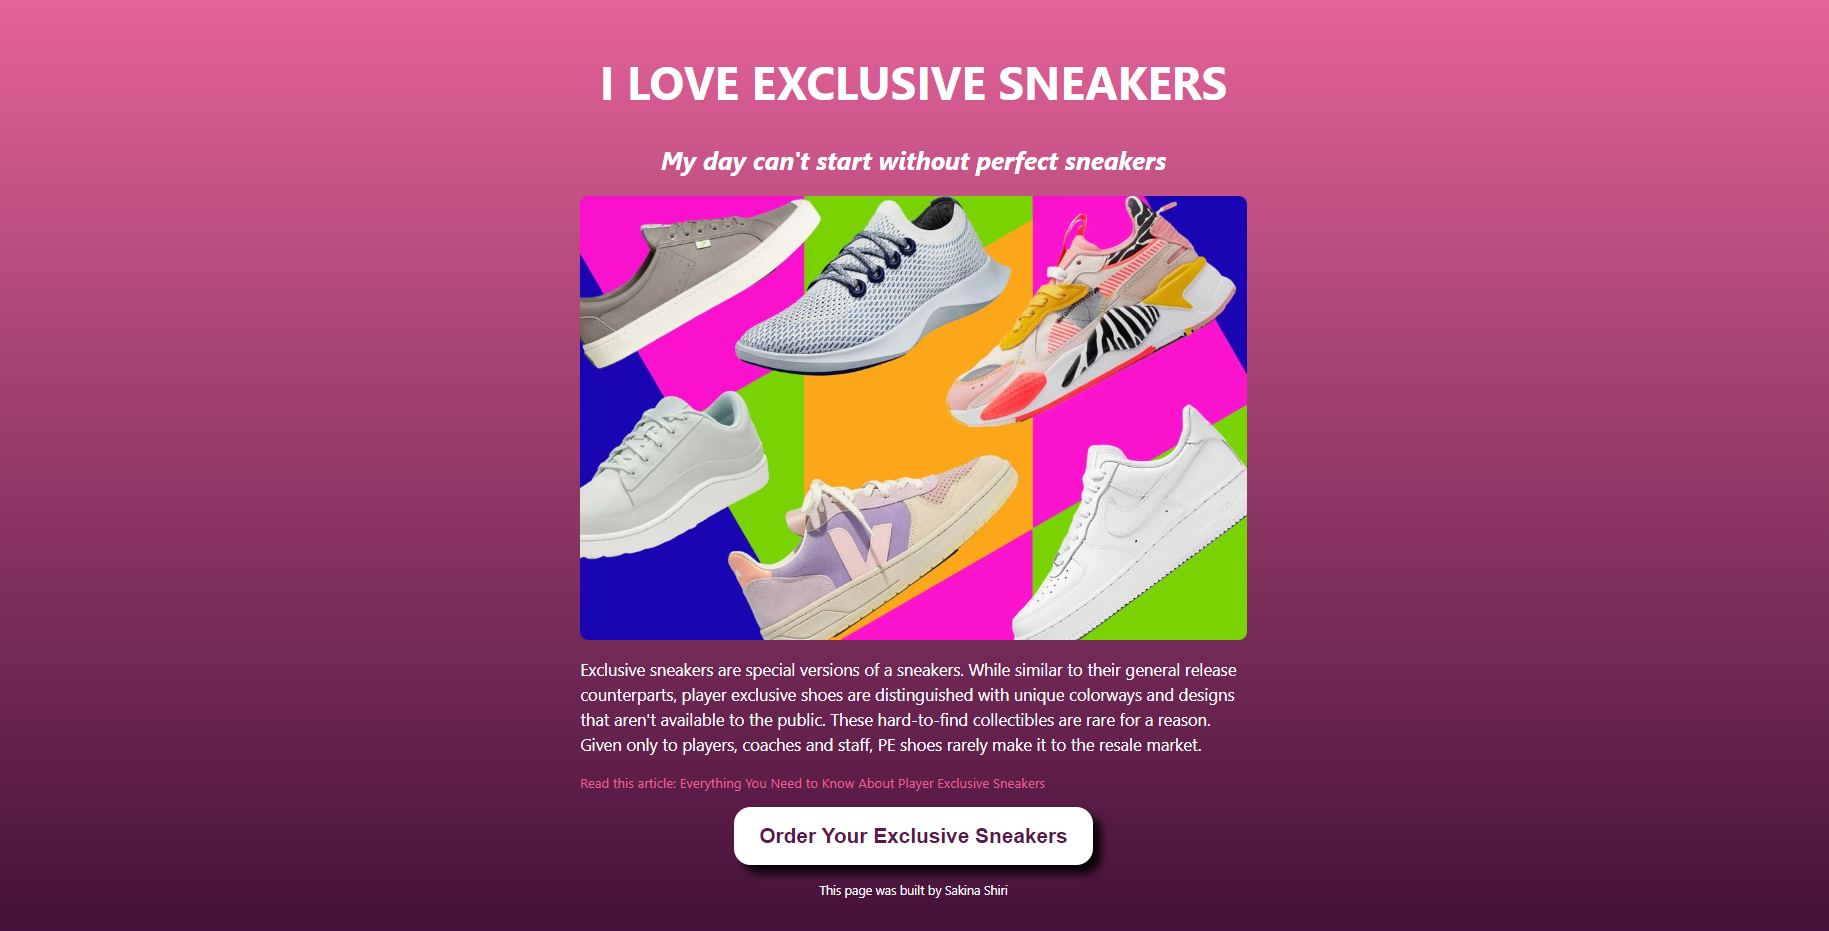 I LOVE EXCLUSIVE SNEAKERS
My day can't start without perfect sneakers
Exclusive sneakers are special versions of a sneakers. While similar to their general release
counterparts, player exclusive shoes are distinguished with unique colorways and designs
that aren't available to the public. These hard-to-find collectibles are rare for a reason.
Given only to players, coaches and staff, PE shoes rarely make it to the resale market.
Read this article: Everything You Need to Know About Player Exclusive Sneakers
Order Your Exclusive Sneakers
This page was built by Sakina Shiri